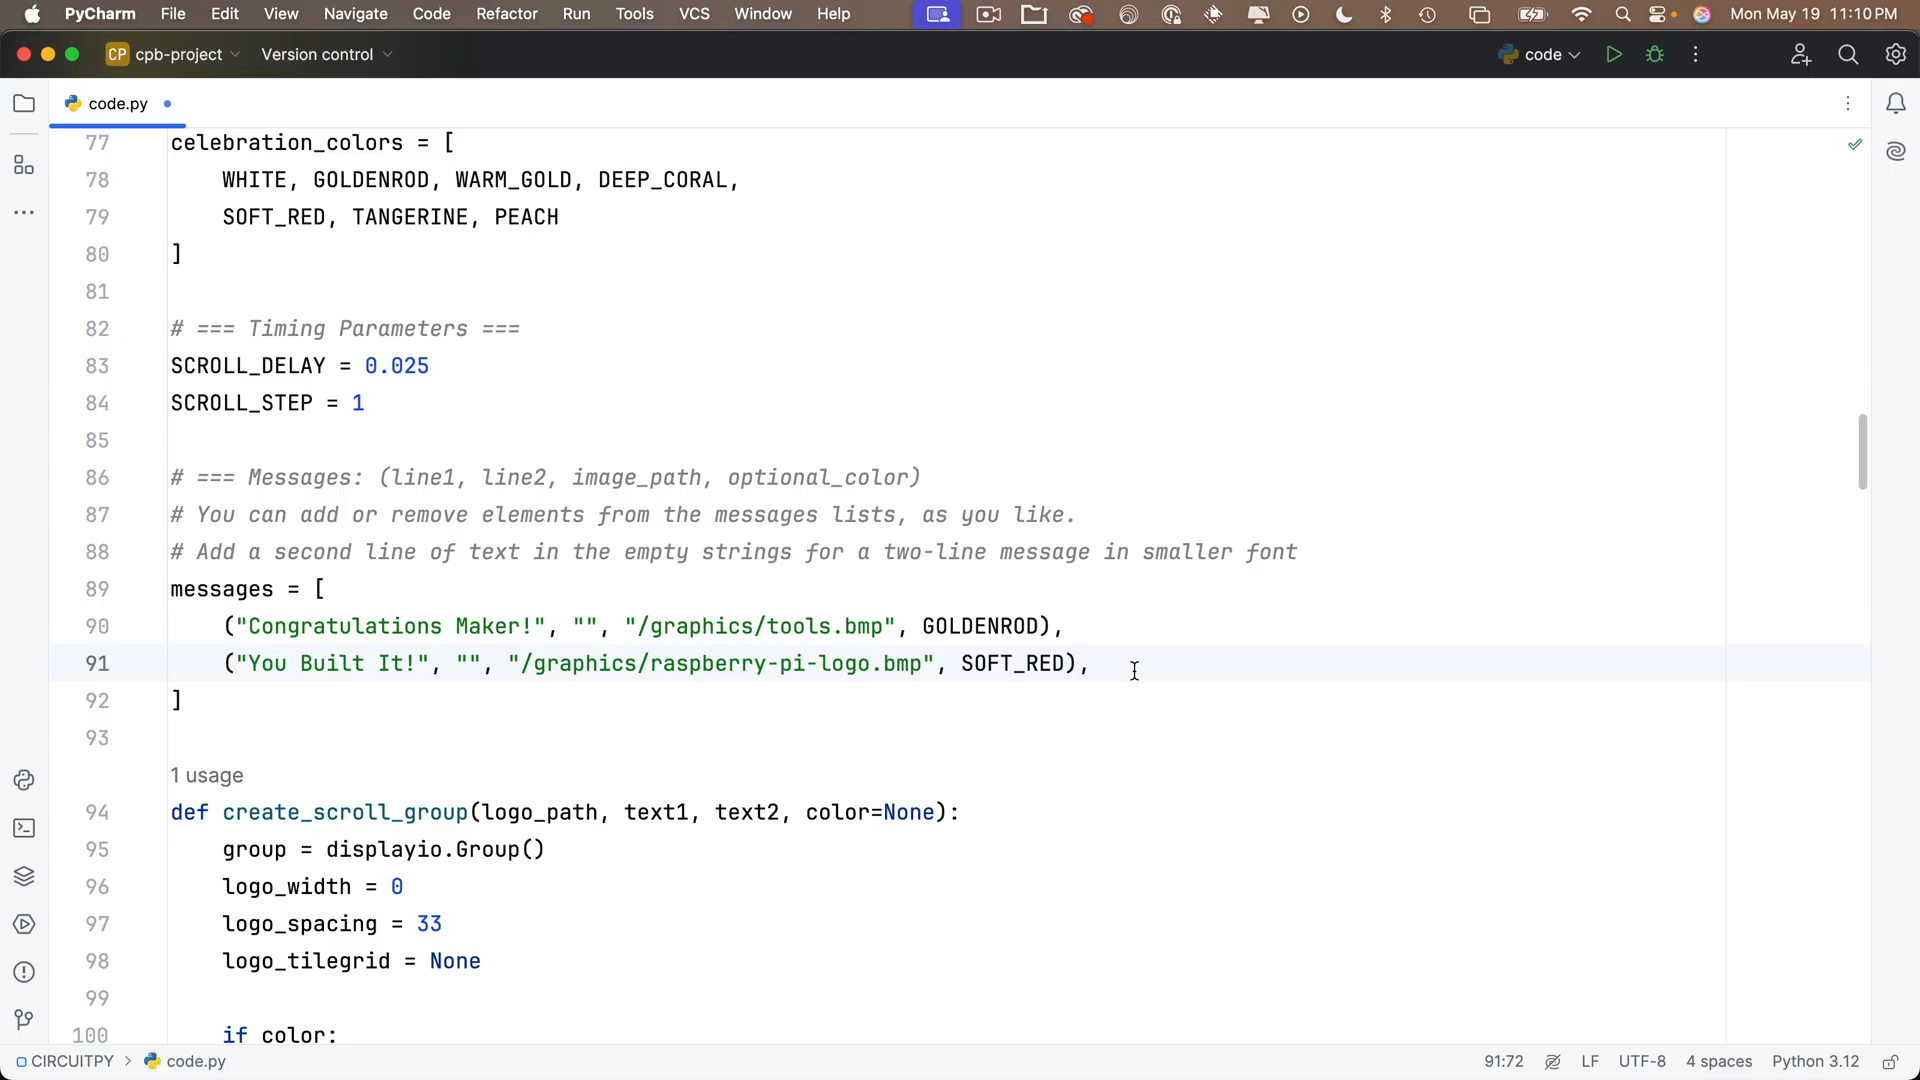 PyCharm File Edit View Navigate Code Refactor Run Tools VCS Window Help Mon May 19 11:10 PM
CP cpb-project Version control code
code.py
77 celebration_colors = [
78 WHITE, GOLDENROD, WARM_GOLD, DEEP_CORAL,
79 SOFT_RED, TANGERINE, PEACH
80 ]
81
82 # === Timing Parameters ===
83 SCROLL_DELAY = 0.025
84 SCROLL_STEP = 1
85
86 # === Messages: (line1, line2, image_path, optional_color)
87 # You can add or remove elements from the messages lists, as you like.
88 # Add a second line of text in the empty strings for a two-line message in smaller font
89 messages = [
90 ("Congratulations Maker!", "", "/graphics/tools.bmp", GOLDENROD),
91 ("You Built It!", "", "/graphics/raspberry-pi-logo.bmp", SOFT_RED),
92 ]
93
1 usage
94 def create_scroll_group(logo_path, text1, text2, color=None):
95 group = displayio.Group()
96 logo_width = 0
97 logo_spacing = 33
98 logo_tilegrid = None
99
100 if color:
CIRCUITPY > code.py 91:72 LF UTF-8 4 spaces Python 3.12